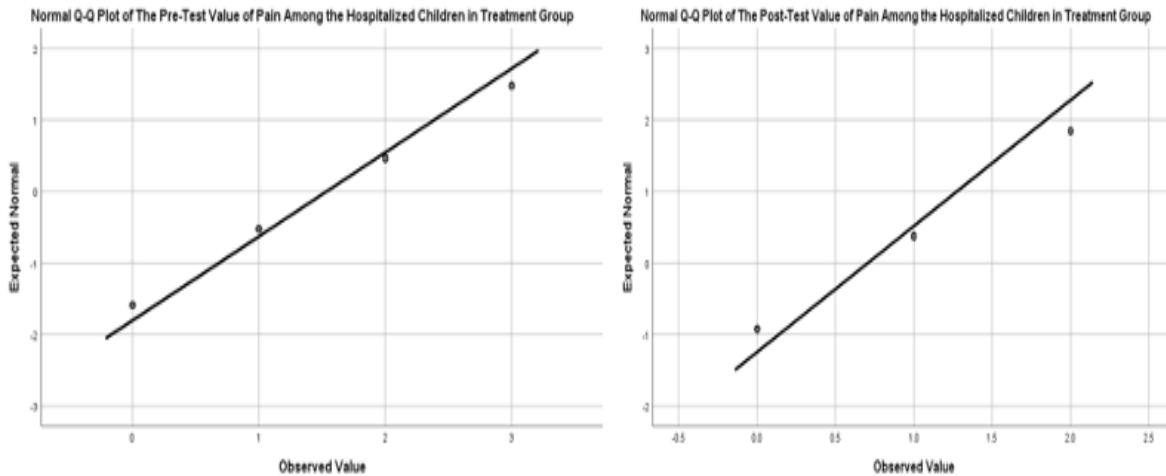 Normal Q-Q Plot of The Pre-Test Value of Pain Among the Hospitalized Children in Treatment Group
2
1
0
-1
-2
-3
Expected Normal
0 1 2 3
Observed Value
Normal Q-Q Plot of The Post-Test Value of Pain Among the Hospitalized Children in Treatment Group
3
2
1
0
-1
-2
Expected Normal
-0.5 0.0 0.5 1.0 1.5 2.0 2.5
Observed Value